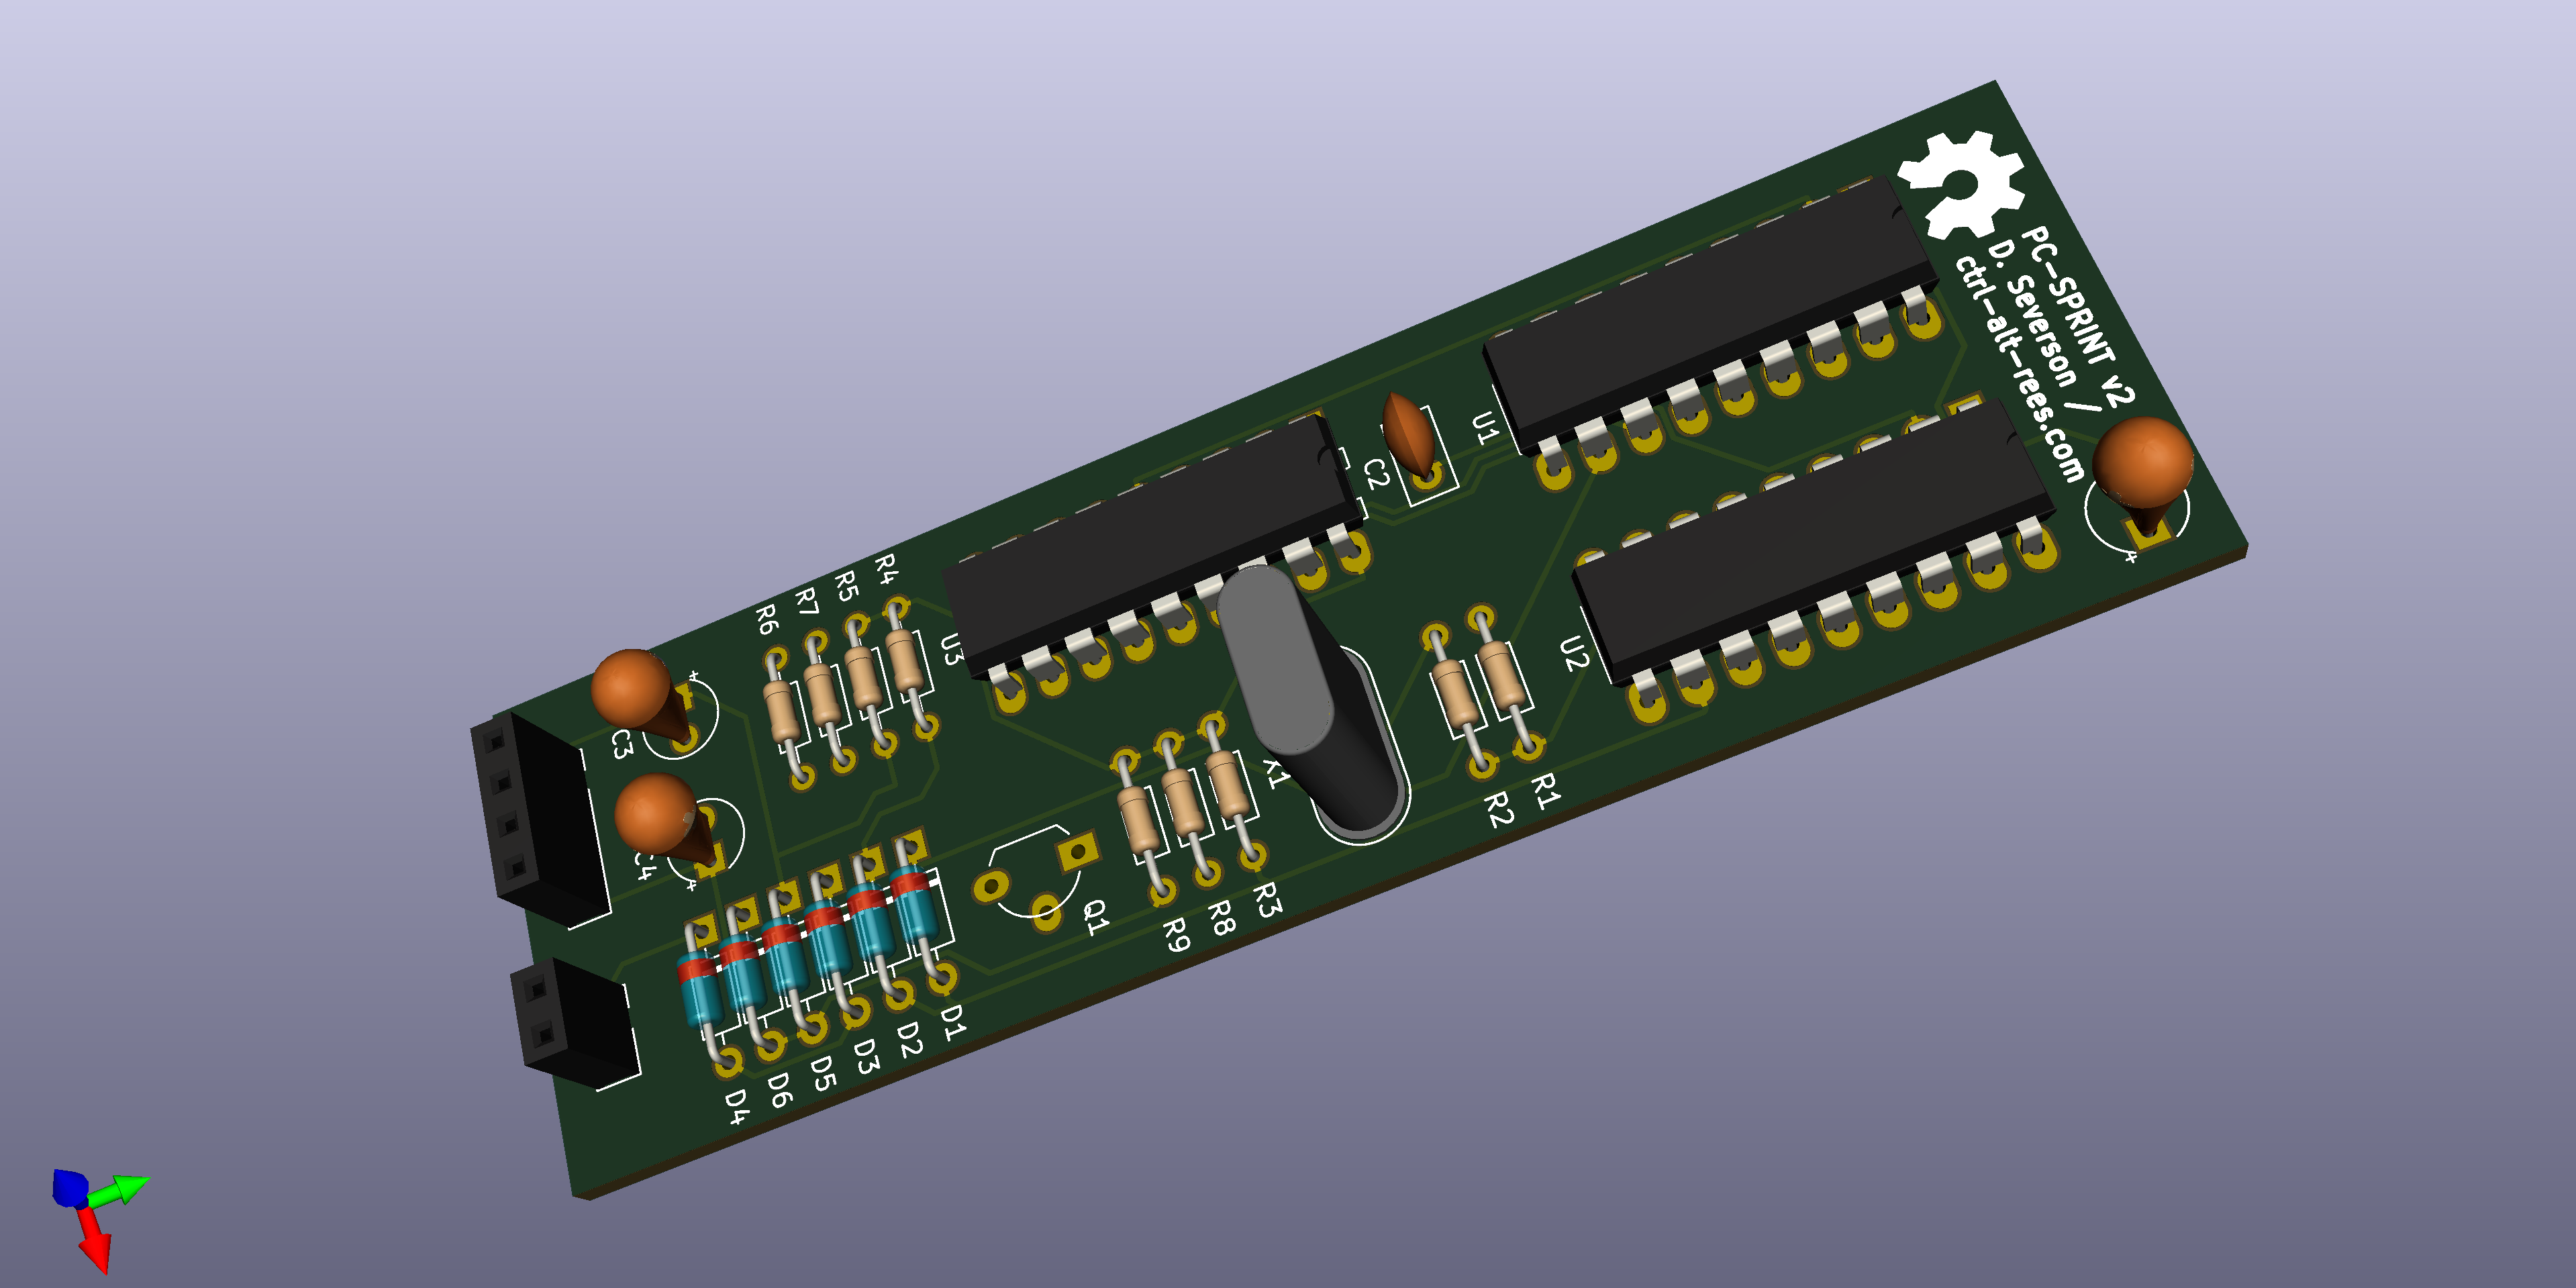 PC-SPRINT v2
D. Severson /
ctrl-alt-rees.com
U1
C2
U2
R4
R5
R7
R6
U3
C3
C4
X1
R1
R2
R3
R8
R9
Q1
D1
D2
D3
D5
D6
D4
+
+
+